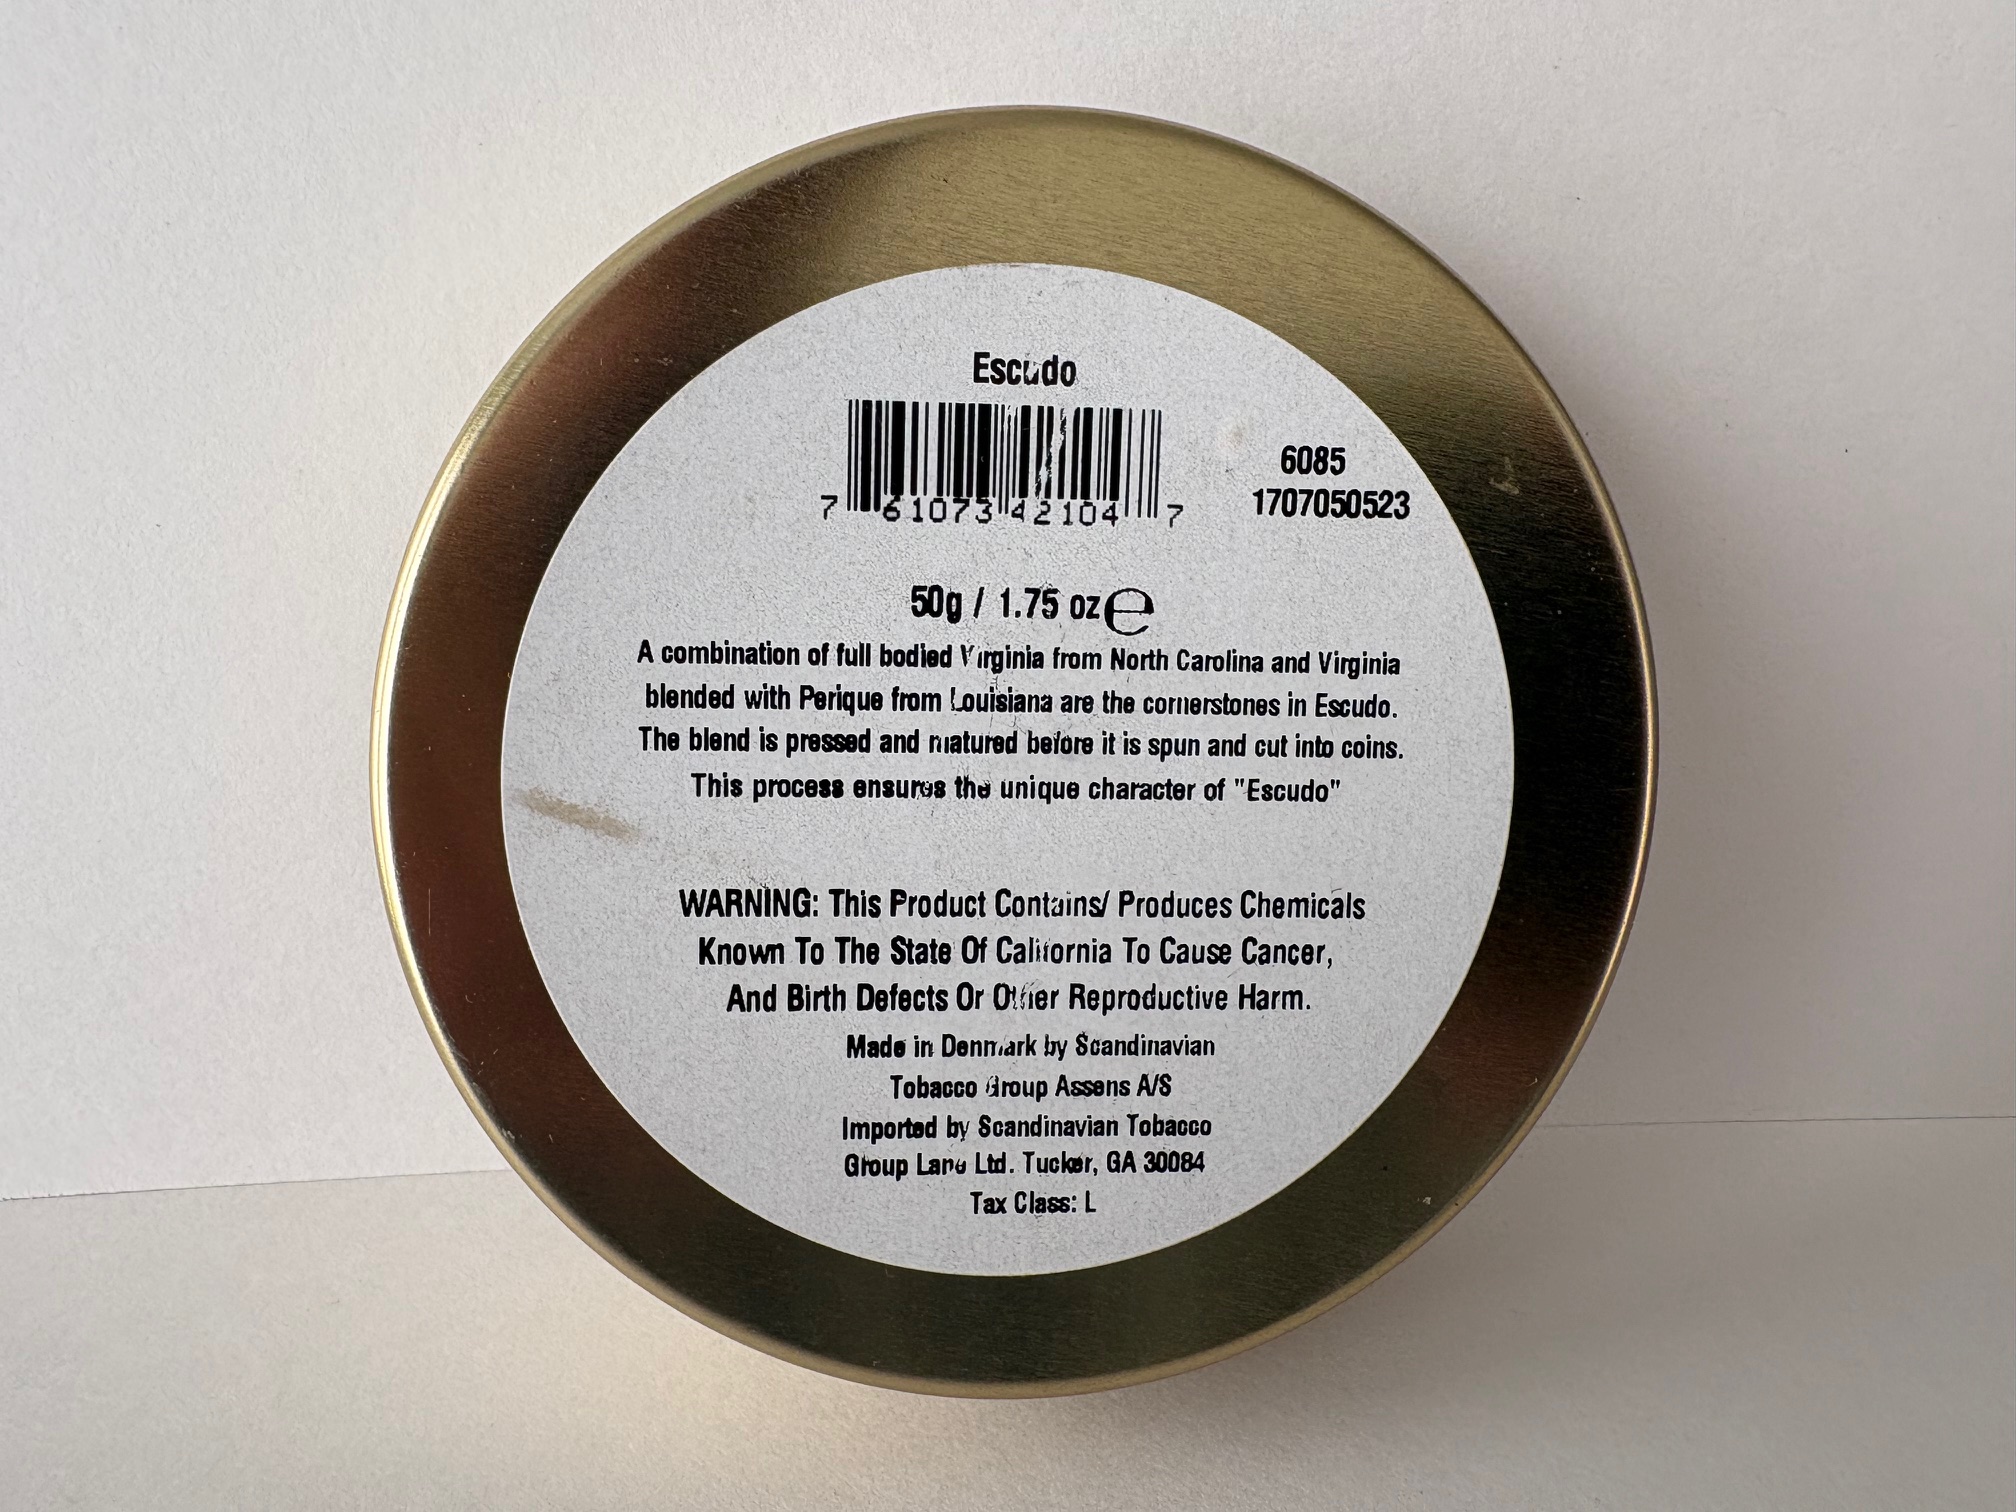 Escudo
7 61073 42104 7
6085
1707050523
50g / 1.75 oz ℮
A combination of full bodied Virginia from North Carolina and Virginia
blended with Perique from Louisiana are the cornerstones in Escudo.
The blend is pressed and matured before it is spun and cut into coins.
This process ensures the unique character of "Escudo"
WARNING: This Product Contains/ Produces Chemicals
Known To The State Of California To Cause Cancer,
And Birth Defects Or Other Reproductive Harm.
Made in Denmark by Scandinavian
Tobacco Group Assens A/S
Imported by Scandinavian Tobacco
Group Lane Ltd. Tucker, GA 30084
Tax Class: L